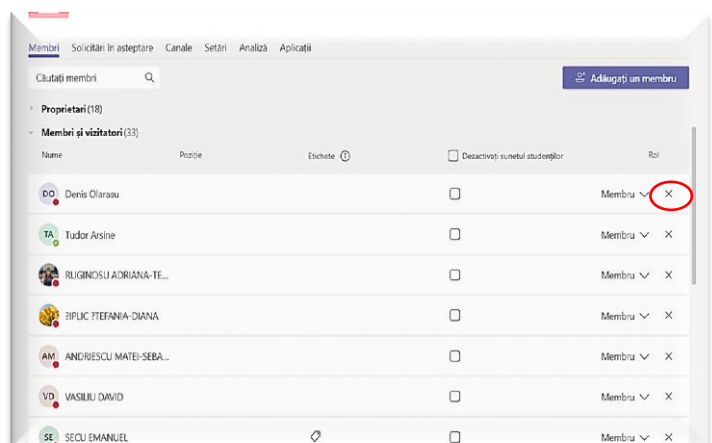 Membri Solicitări în așteptare Canale Setări Analiză Aplicații
Căutați membri Adăugați un membru
Proprietari (18)
Membri și vizitatori (33)
Nume Poziție Etichete Dezactivați sunetul studenților Rol
DO Denis Olarasu Membru
TA Tudor Arsine Membru
RUGINOSU ADRIANA-TE... Membru
?IPLIC ?TEFANIA-DIANA Membru
AM ANDRIESCU MATEI-SEBA... Membru
VD VASILIU DAVID Membru
SE SECU EMANUEL Membru